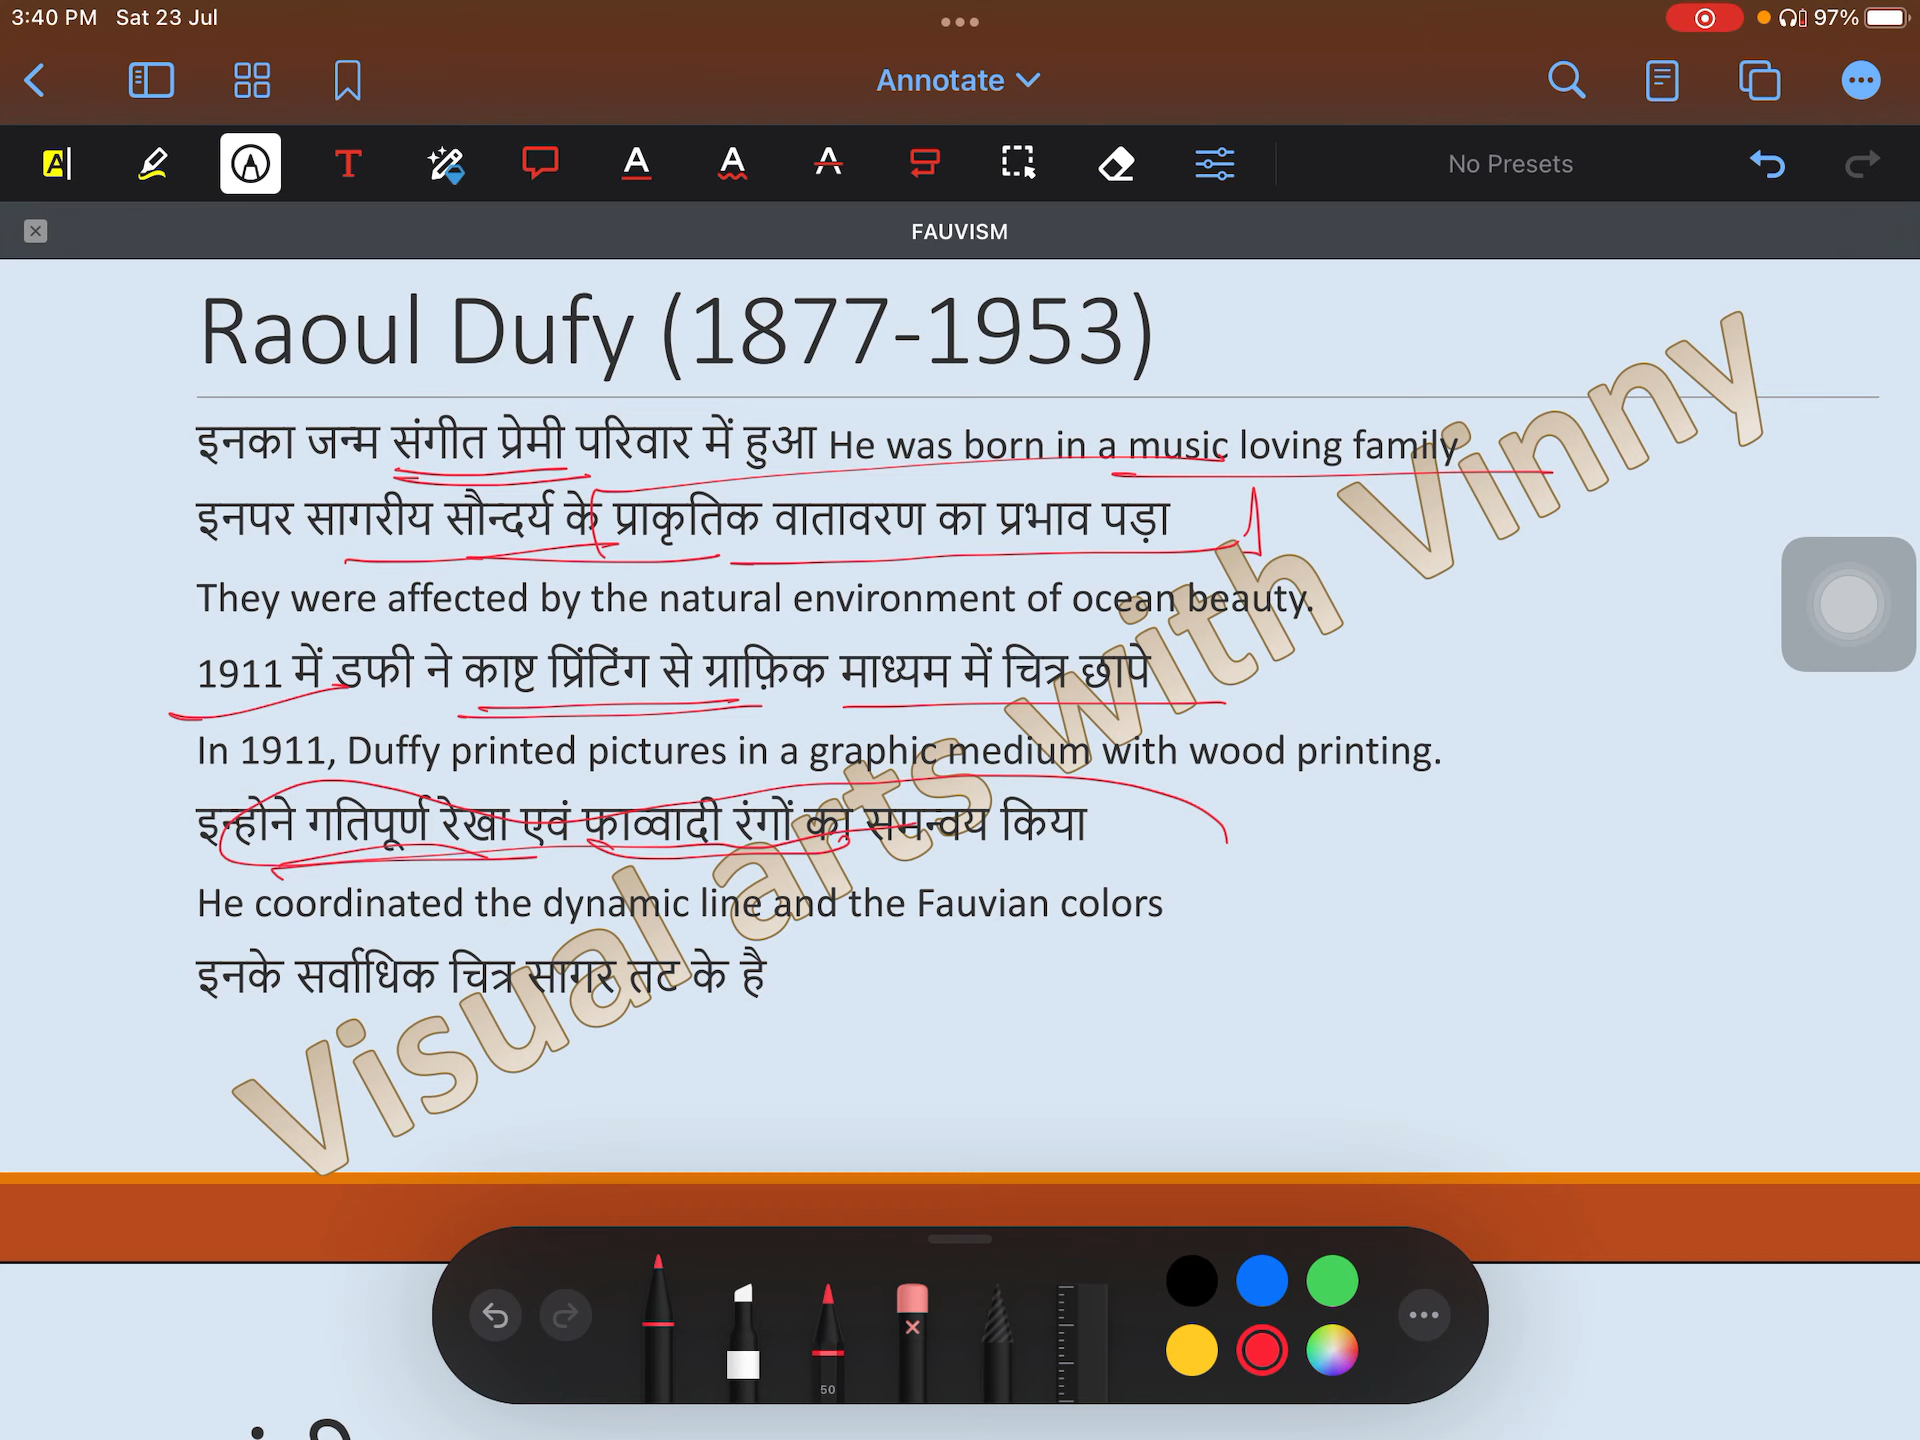 3:40 PM Sat 23 Jul
97%
Annotate
No Presets
FAUVISM
Raoul Dufy (1877-1953)
इनका जन्म संगीत प्रेमी परिवार में हुआ He was born in a music loving family
इनपर सागरीय सौन्दर्य के प्राकृतिक वातावरण का प्रभाव पड़ा
They were affected by the natural environment of ocean beauty.
1911 में डफी ने काष्ट प्रिंटिंग से ग्राफ़िक माध्यम में चित्र छापे
In 1911, Duffy printed pictures in a graphic medium with wood printing.
इन्होने गतिपूर्ण रेखा एवं फाव्वादी रंगों का समन्वय किया
He coordinated the dynamic line and the Fauvian colors
इनके सर्वाधिक चित्र सागर तट के है
Visual arts with Vinny
50